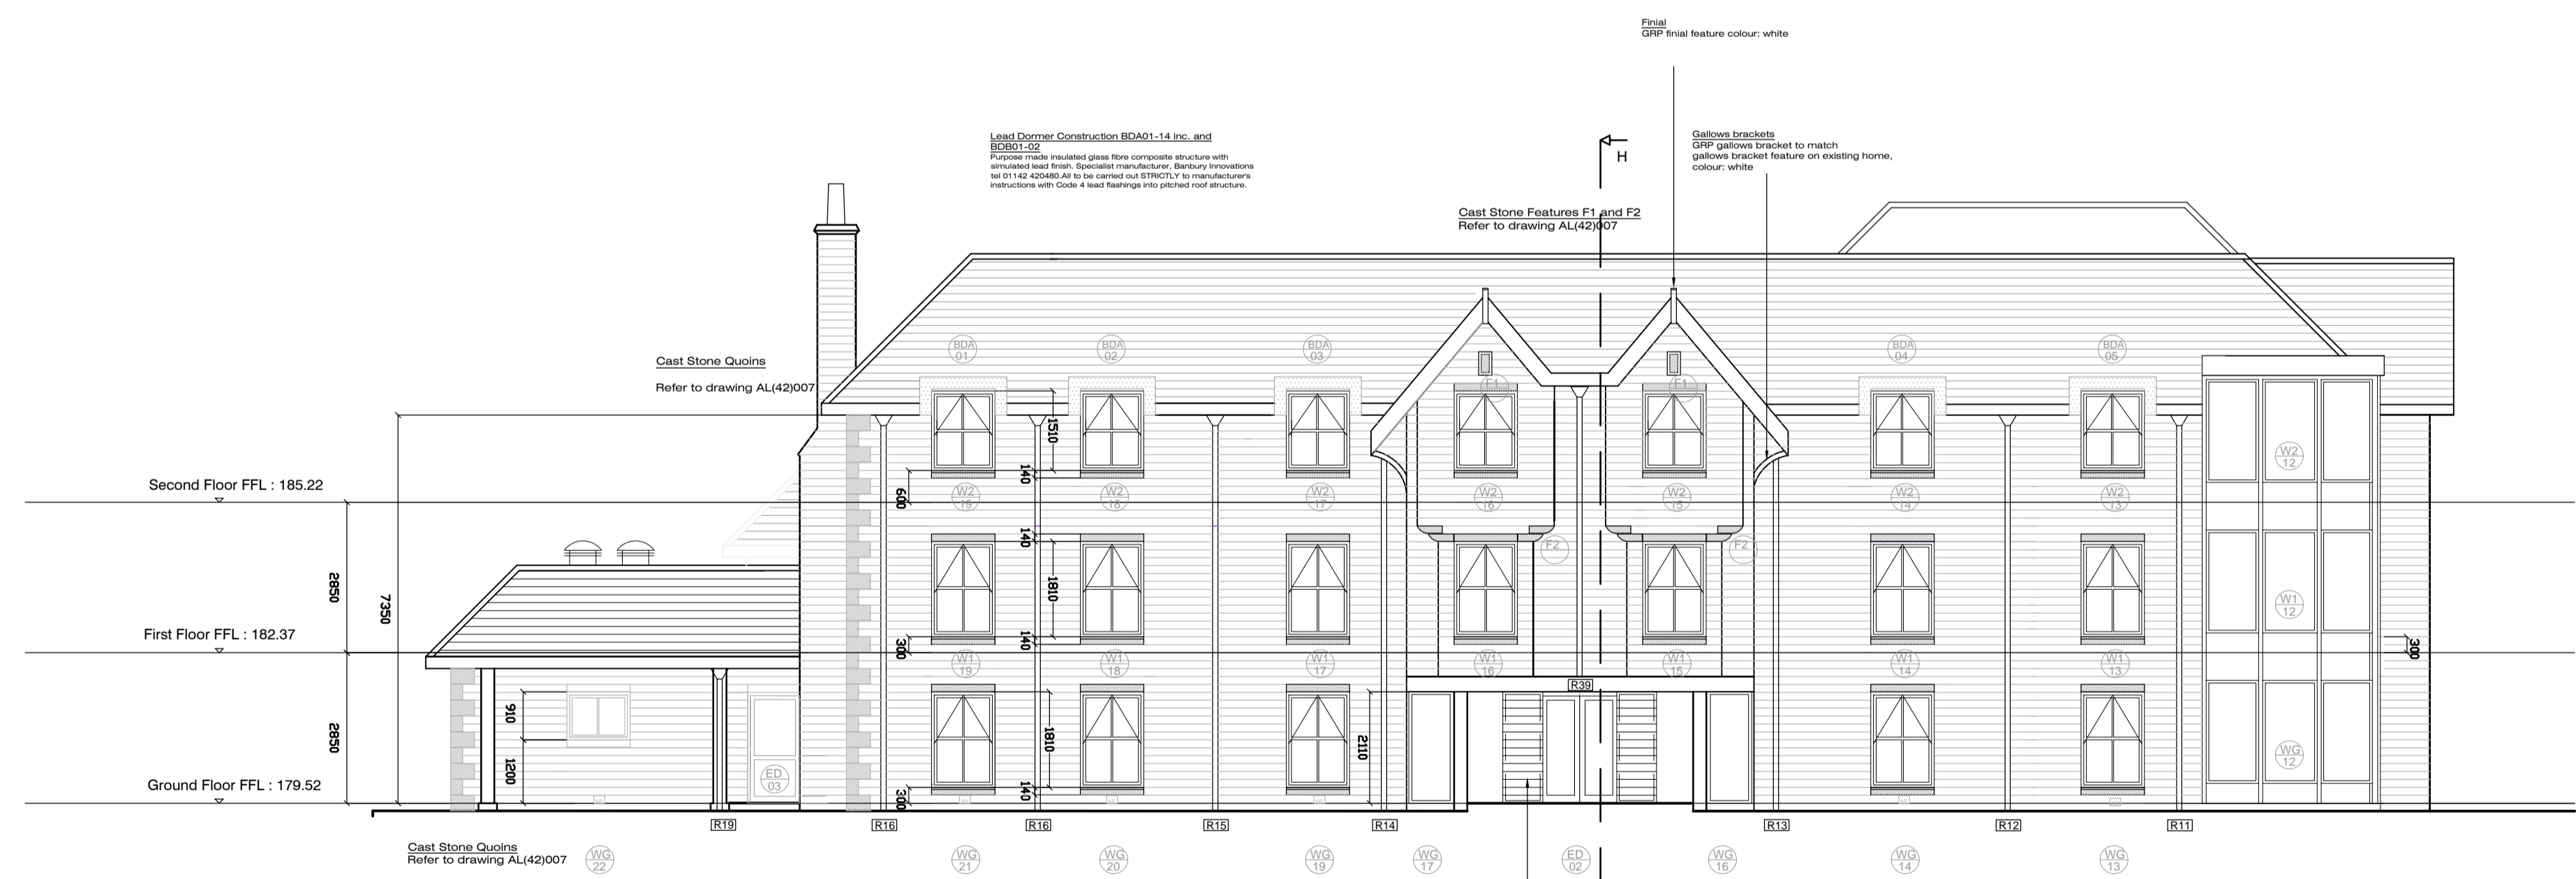 Finial
GRP finial feature colour: white
Lead Dormer Construction BDA01-14 inc. and
BDB01-02
Purpose made insulated glass fibre composite structure with
simulated lead finish. Specialist manufacturer, Banbury Innovations
tel 01142 420480.All to be carried out STRICTLY to manufacturer's
instructions with Code 4 lead flashings into pitched roof structure.
H
Gallows brackets
GRP gallows bracket to match
gallows bracket feature on existing home,
colour: white
Cast Stone Features F1 and F2
Refer to drawing AL(42)007
Cast Stone Quoins
Refer to drawing AL(42)007
BDA
01
BDA
02
BDA
03
BDA
04
BDA
05
F1
F1
1510
140
600
W2
12
Second Floor FFL : 185.22
W2
19
W2
18
W2
17
W2
16
W2
15
W2
14
W2
13
140
F2
F2
2850
7350
1810
W1
12
First Floor FFL : 182.37
300
140
300
W1
19
W1
18
W1
17
W1
16
W1
15
W1
14
W1
13
R39
910
2850
1810
2110
WG
12
1200
ED
03
Ground Floor FFL : 179.52
300
140
R19
R16
R16
R15
R14
R13
R12
R11
Cast Stone Quoins
Refer to drawing AL(42)007
WG
22
WG
21
WG
20
WG
19
WG
17
ED
02
WG
16
WG
14
WG
13